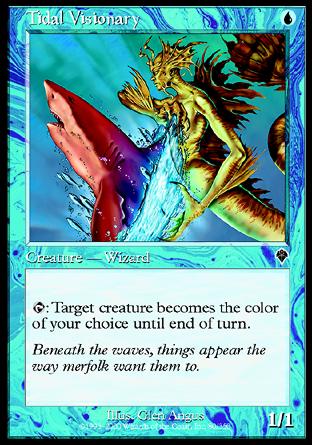 Tidal Visionary
Creature — Wizard
: Target creature becomes the color
of your choice until end of turn.
Beneath the waves, things appear the
way merfolk want them to.
Illus. Glen Angus
1/1